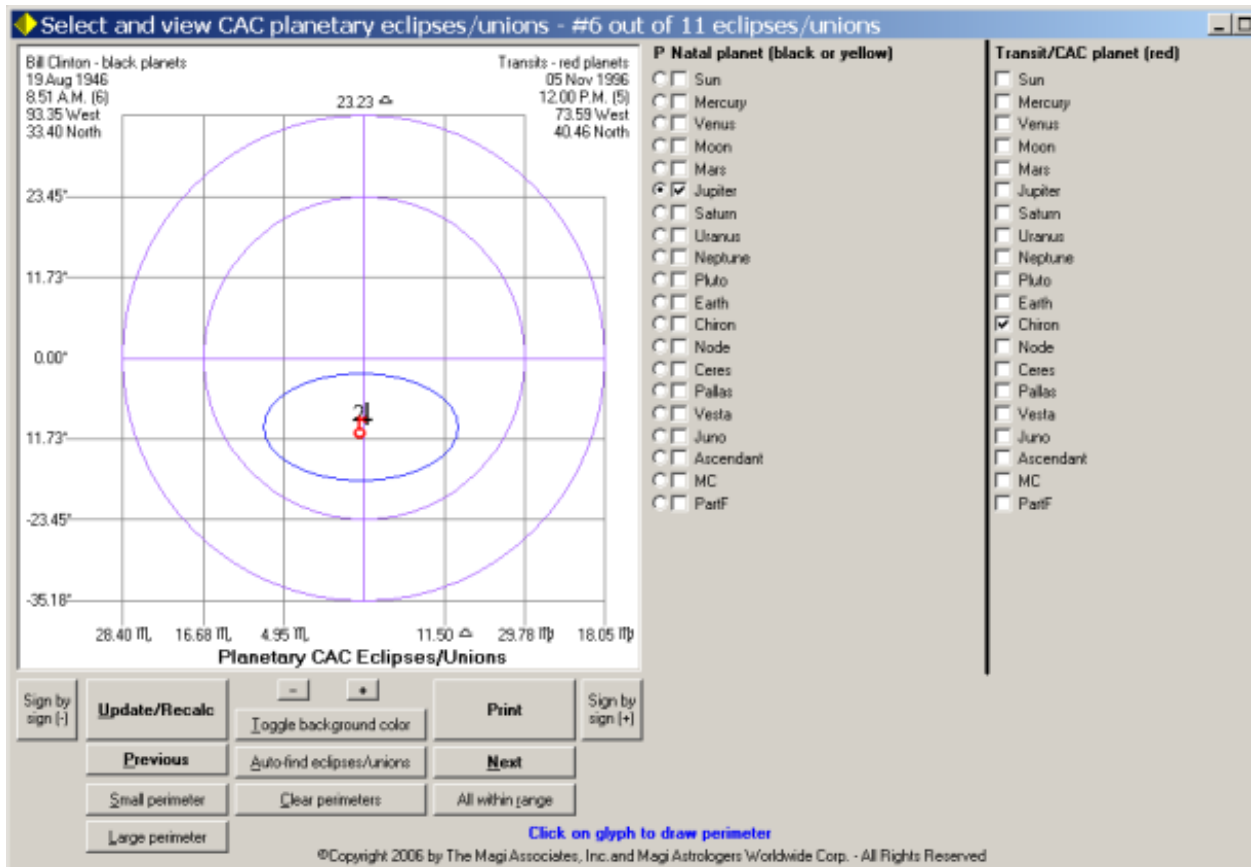 Select and view CAC planetary eclipses/unions - #6 out of 11 eclipses/unions
Bill Clinton - black planets
19 Aug 1946
8.51 A.M. (6)
93.35 West
33.40 North
Transits - red planets
05 Nov 1996
12.00 P.M. (5)
73.59 West
40.46 North
23.23 ♎
23.45°
11.73°
0.00°
11.73°
-23.45°
-35.18°
28.40 ♏ 16.68 ♏ 4.95 ♏ 11.50 ♎ 29.78 ♍ 18.05 ♍
Planetary CAC Eclipses/Unions
P Natal planet (black or yellow)
Sun
Mercury
Venus
Moon
Mars
Jupiter
Saturn
Uranus
Neptune
Pluto
Earth
Chiron
Node
Ceres
Pallas
Vesta
Juno
Ascendant
MC
PartF
Transit/CAC planet (red)
Sun
Mercury
Venus
Moon
Mars
Jupiter
Saturn
Uranus
Neptune
Pluto
Earth
Chiron
Node
Ceres
Pallas
Vesta
Juno
Ascendant
MC
PartF
Sign by
sign (-)
Update/Recalc
- +
Toggle background color
Print
Sign by
sign (+)
Previous
Auto-find eclipses/unions
Next
Small perimeter
Clear perimeters
All within range
Large perimeter
Click on glyph to draw perimeter
©Copyright 2006 by The Magi Associates, Inc.and Magi Astrologers Worldwide Corp. - All Rights Reserved